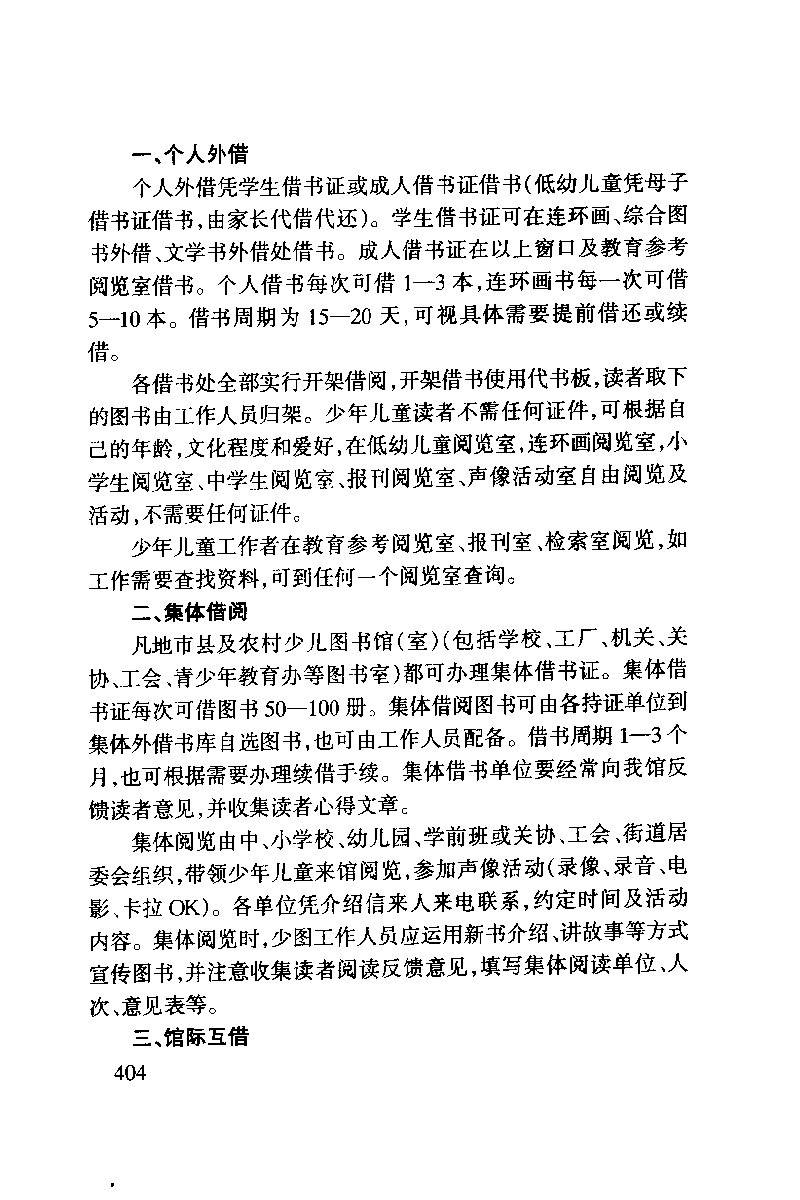 一、个人外借
个人外借凭学生借书证或成人借书证借书(低幼儿童凭母子
借书证借书,由家长代借代还)。学生借书证可在连环画、综合图
书外借、文学书外借处借书。成人借书证在以上窗口及教育参考
阅览室借书。个人借书每次可借1—3本,连环画书每一次可借
5—10本。借书周期为15—20天,可视具体需要提前借还或续
借。
各借书处全部实行开架借阅,开架借书使用代书板,读者取下
的图书由工作人员归架。少年儿童读者不需任何证件,可根据自
己的年龄,文化程度和爱好,在低幼儿童阅览室,连环画阅览室,小
学生阅览室、中学生阅览室、报刊阅览室、声像活动室自由阅览及
活动,不需要任何证件。
少年儿童工作者在教育参考阅览室、报刊室、检索室阅览,如
工作需要查找资料,可到任何一个阅览室查询。
二、集体借阅
凡地市县及农村少儿图书馆(室)(包括学校、工厂、机关、关
协、工会、青少年教育办等图书室)都可办理集体借书证。集体借
书证每次可借图书50—100册。集体借阅图书可由各持证单位到
集体外借书库自选图书,也可由工作人员配备。借书周期1—3个
月,也可根据需要办理续借手续。集体借书单位要经常向我馆反
馈读者意见,并收集读者心得文章。
集体阅览由中、小学校、幼儿园、学前班或关协、工会、街道居
委会组织,带领少年儿童来馆阅览,参加声像活动(录像、录音、电
影、卡拉OK)。各单位凭介绍信来人来电联系,约定时间及活动
内容。集体阅览时,少图工作人员应运用新书介绍、讲故事等方式
宣传图书,并注意收集读者阅读反馈意见,填写集体阅读单位、人
次、意见表等。
三、馆际互借
404